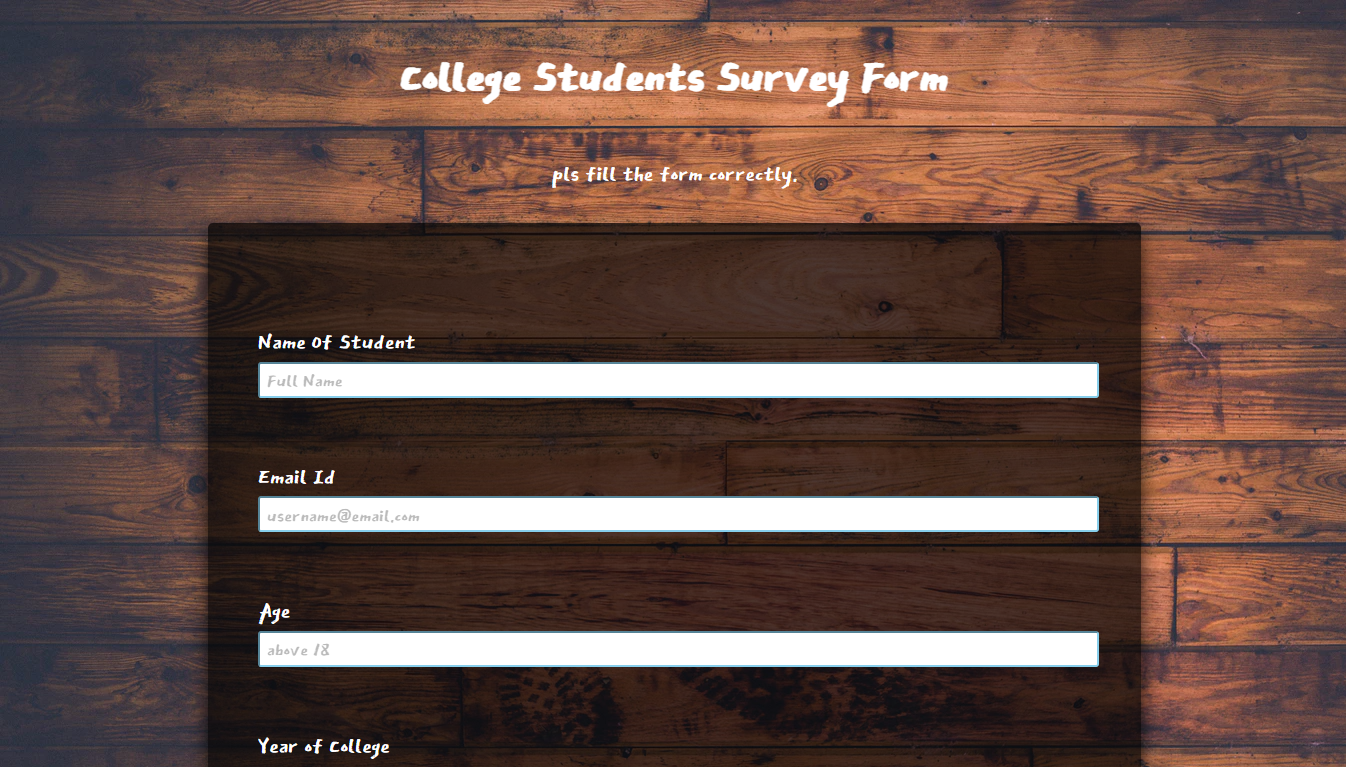 College Students Survey Form
pls fill the form correctly.
Name Of Student
Full Name
Email Id
username@email.com
Age
above 18
Year of College